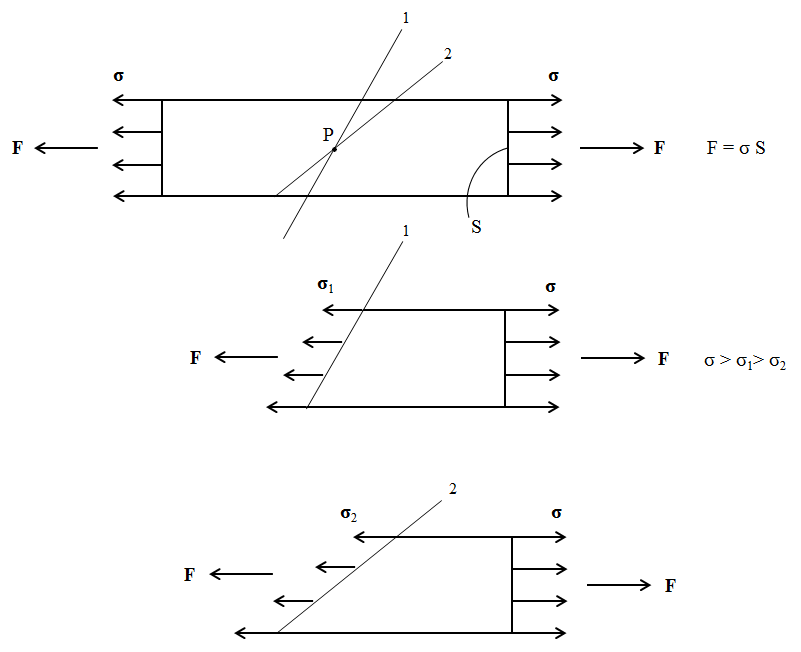 1
2
σ σ
P
F F F = σ S
S
1
σ₁ σ
F F σ > σ₁> σ₂
2
σ₂ σ
F F